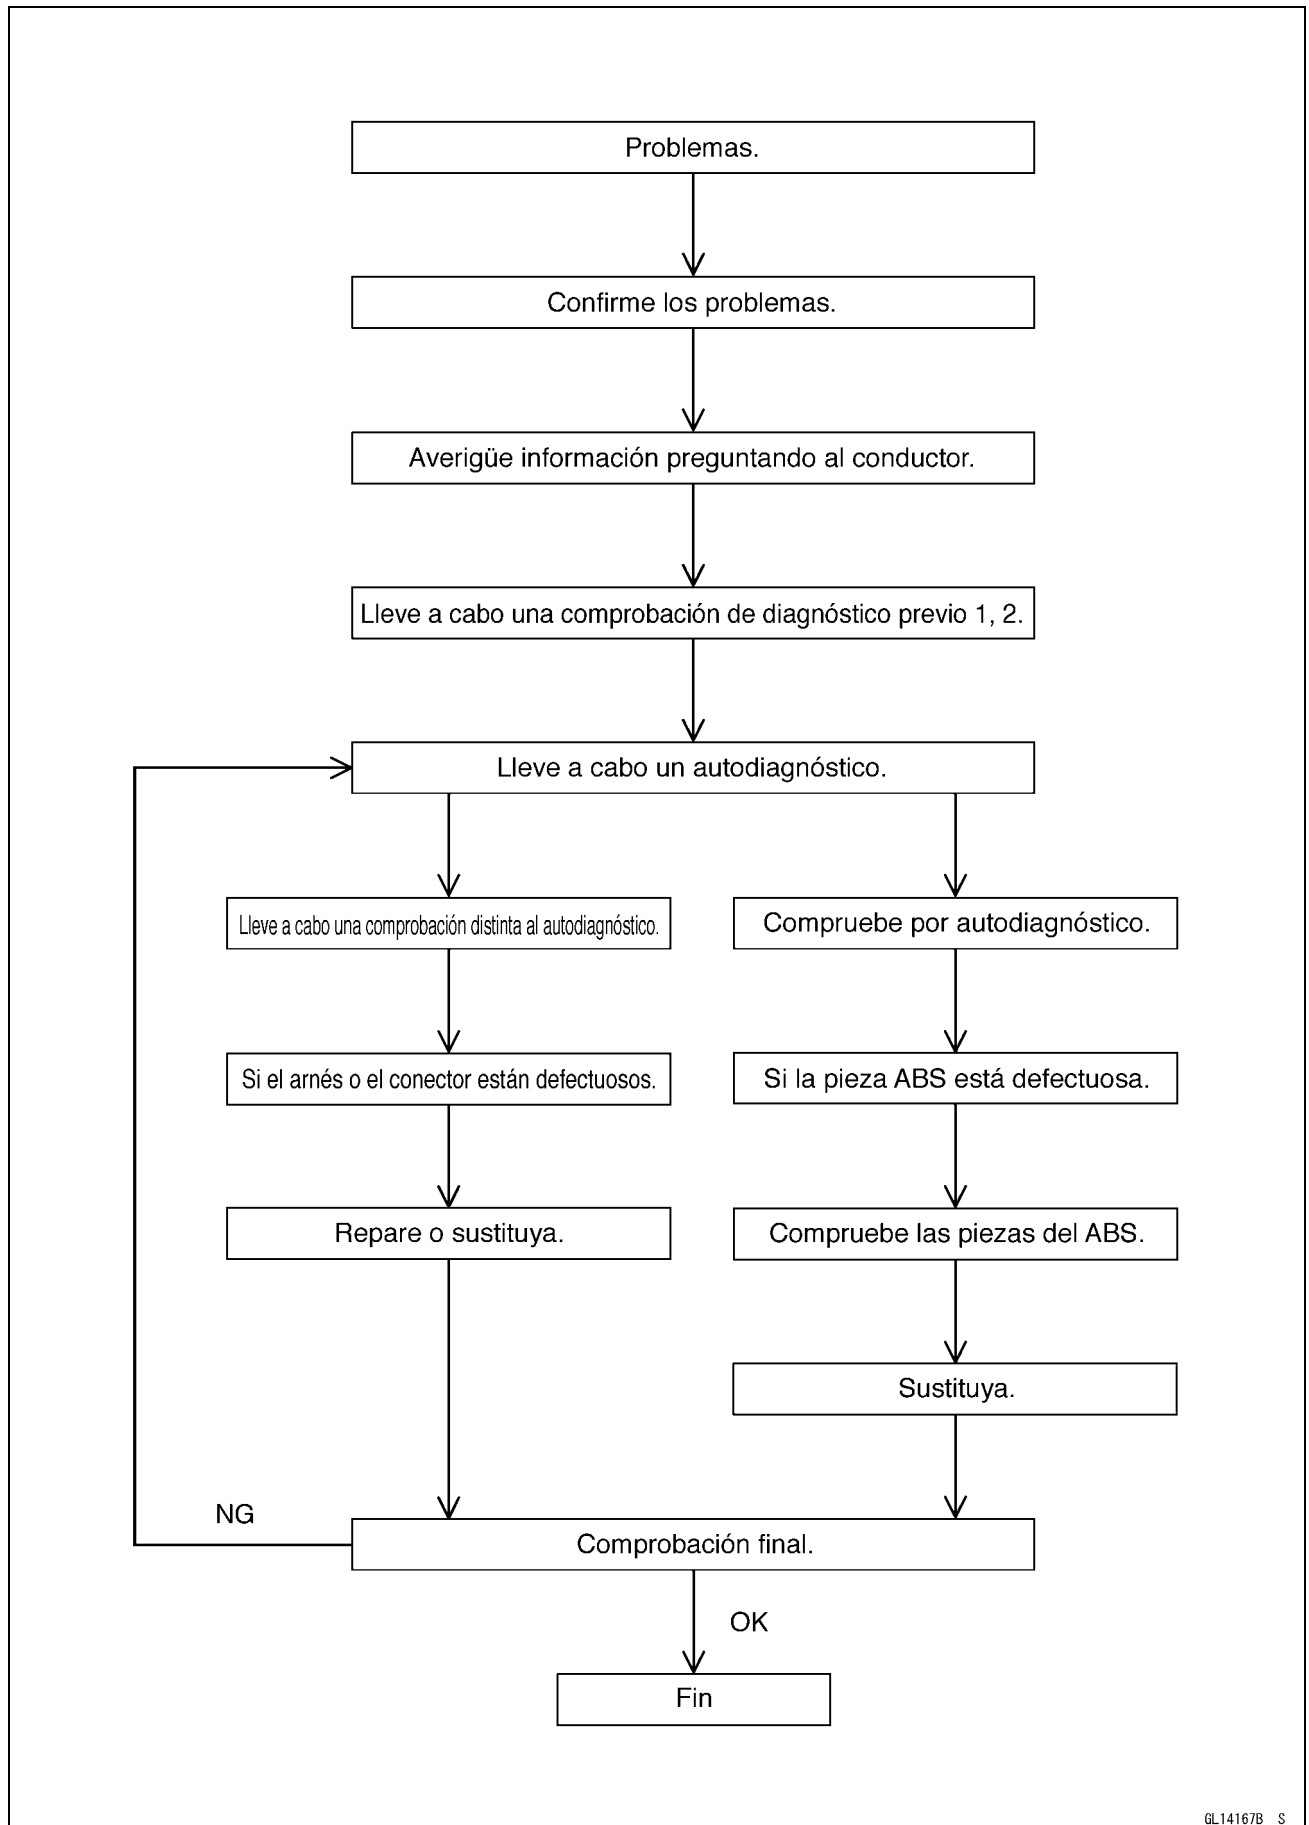 Problemas.
Confirme los problemas.
Averigüe información preguntando al conductor.
Lleve a cabo una comprobación de diagnóstico previo 1, 2.
Lleve a cabo un autodiagnóstico.
Lleve a cabo una comprobación distinta al autodiagnóstico.
Compruebe por autodiagnóstico.
Si el arnés o el conector están defectuosos.
Si la pieza ABS está defectuosa.
Repare o sustituya.
Compruebe las piezas del ABS.
Sustituya.
NG
Comprobación final.
OK
Fin
GL14167B S